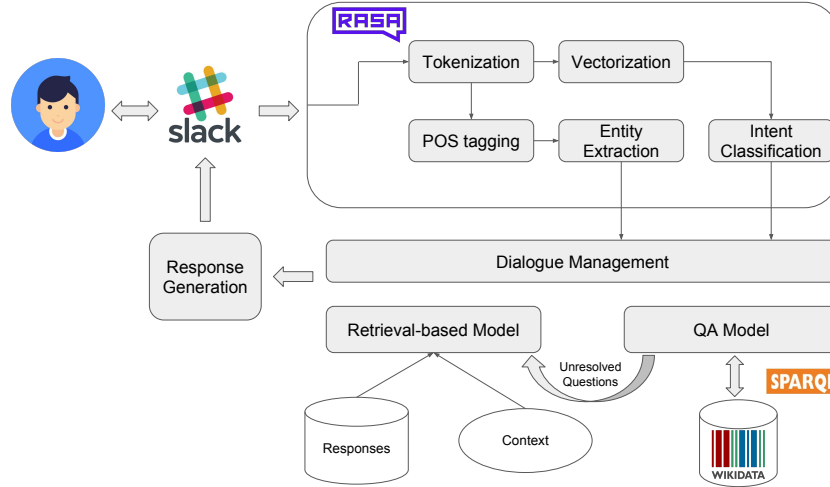 RASA
Tokenization
Vectorization
slack
POS tagging
Entity
Extraction
Intent
Classification
Response
Generation
Dialogue Management
Retrieval-based Model
QA Model
Unresolved
Questions
SPARQL
Responses
Context
WIKIDATA